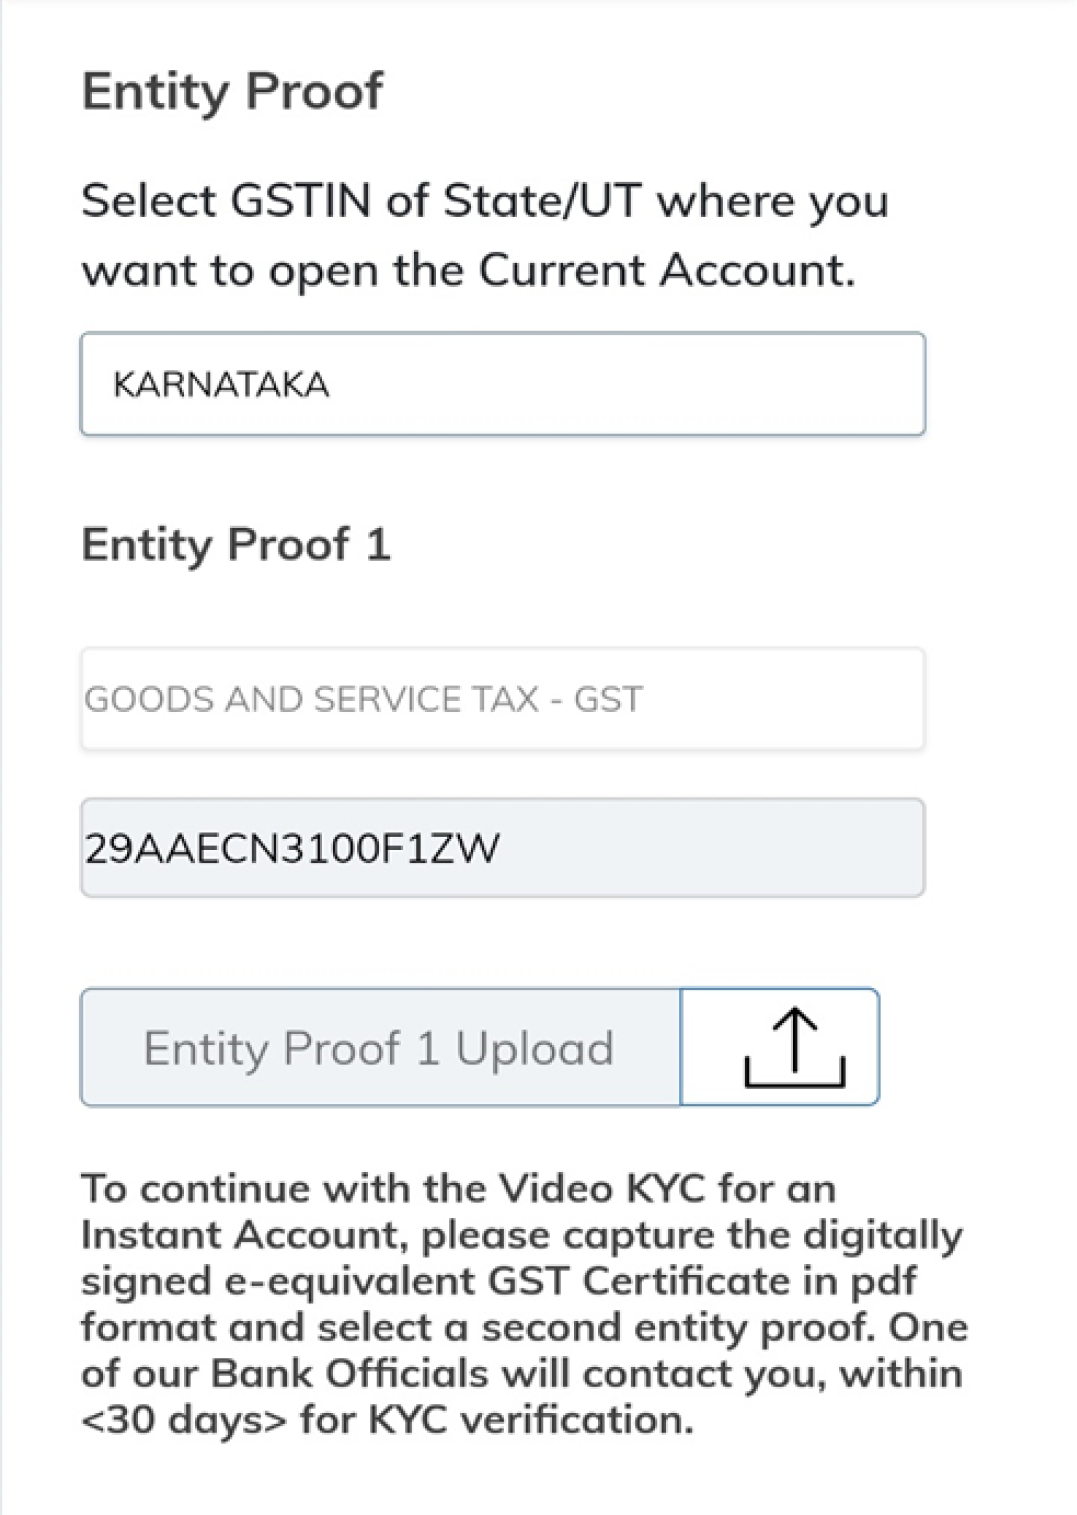 Entity Proof
Select GSTIN of State/UT where you
want to open the Current Account.
KARNATAKA
Entity Proof 1
GOODS AND SERVICE TAX - GST
29AAECN3100F1ZW
Entity Proof 1 Upload
To continue with the Video KYC for an
Instant Account, please capture the digitally
signed e-equivalent GST Certificate in pdf
format and select a second entity proof. One
of our Bank Officials will contact you, within
<30 days> for KYC verification.